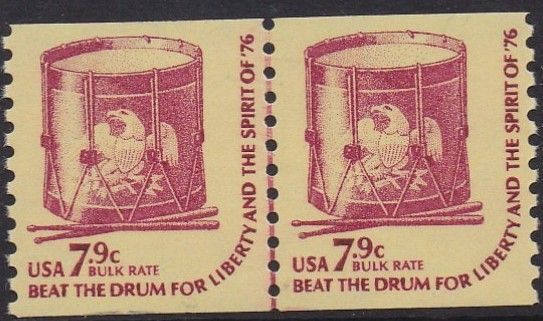 USA 7.9c
BULK RATE
BEAT THE DRUM FOR LIBERTY AND THE SPIRIT OF '76
USA 7.9c
BULK RATE
BEAT THE DRUM FOR LIBERTY AND THE SPIRIT OF '76